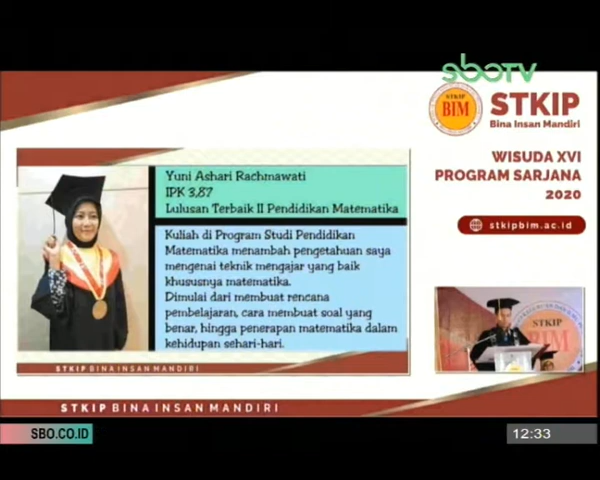 sbOTV
STKIP
BIM
STKIP
Bina Insan Mandiri
WISUDA XVI
PROGRAM SARJANA
2020
stkipbim.ac.id
Yuni Ashari Rachmawati
IPK 3,87
Lulusan Terbaik II Pendidikan Matematika
Kuliah di Program Studi Pendidikan
Matematika menambah pengetahuan saya
mengenai teknik mengajar yang baik
khususnya matematika.
Dimulai dari membuat rencana
pembelajaran, cara membuat soal yang
benar, hingga penerapan matematika dalam
kehidupan sehari-hari.
STKIP BINA INSAN MANDIRI
STKIP
BIM
STKIP BINA INSAN MANDIRI
SBO.CO.ID
12:33